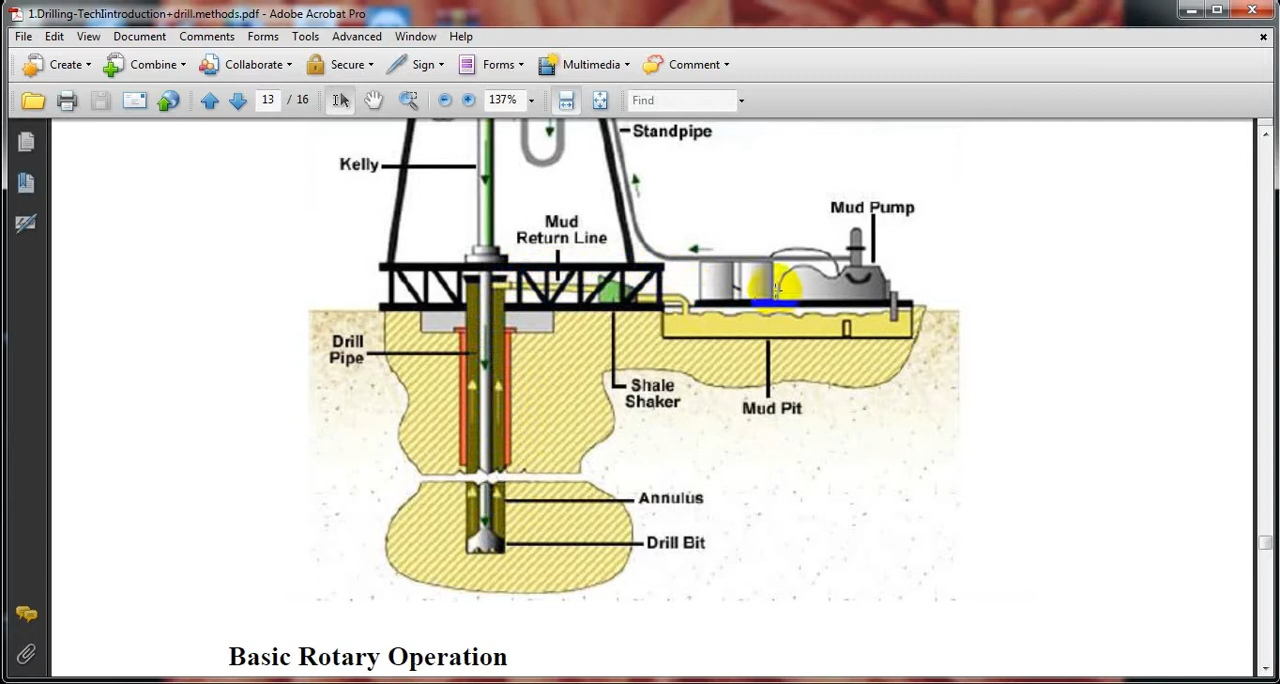 1.Drilling-TechIintroduction+drill.methods.pdf - Adobe Acrobat Pro
File Edit View Document Comments Forms Tools Advanced Window Help
Create Combine Collaborate Secure Sign Forms Multimedia Comment
13 / 16 137% Find
Standpipe
Kelly
Mud Pump
Mud
Return Line
Drill
Pipe
Shale
Shaker
Mud Pit
Annulus
Drill Bit
Basic Rotary Operation